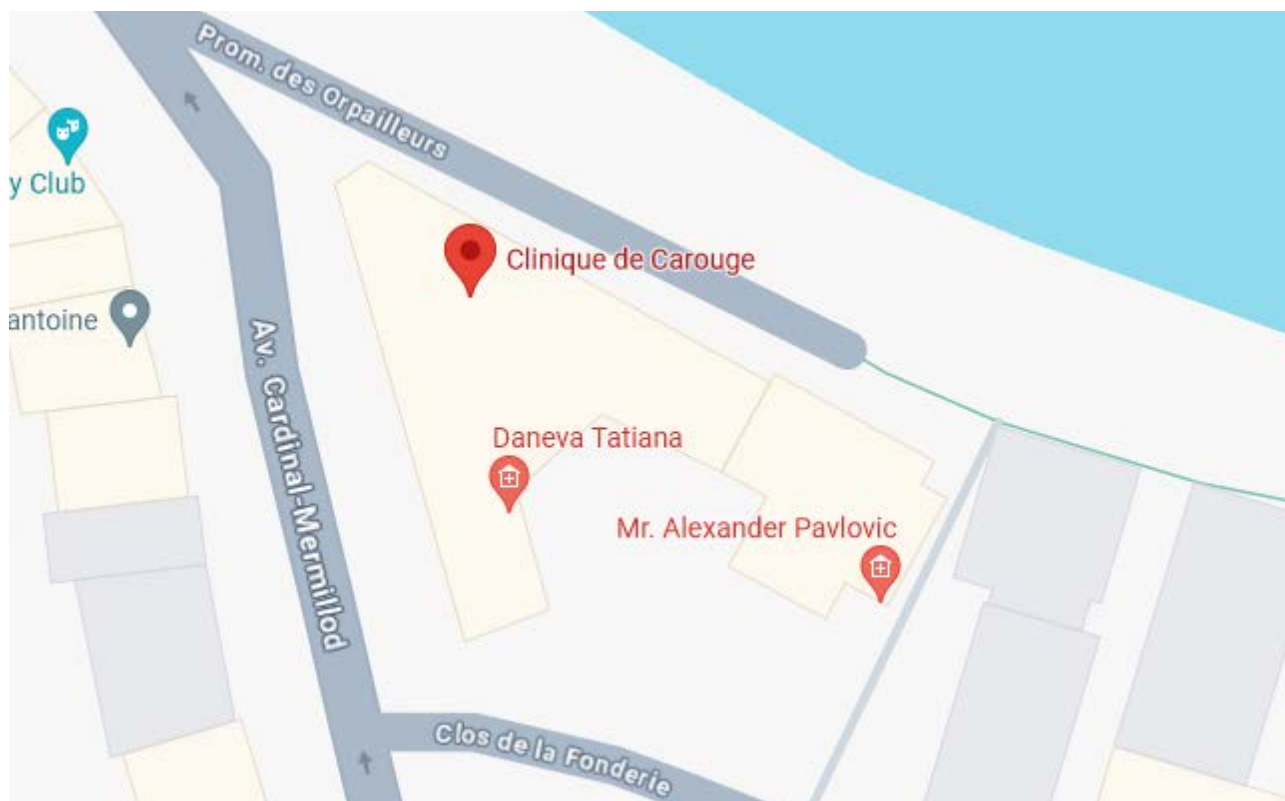 Prom. des Orpailleurs
y Club
Clinique de Carouge
antoine
Av. Cardinal-Mermillod
Daneva Tatiana
Mr. Alexander Pavlovic
Clos de la Fonderie